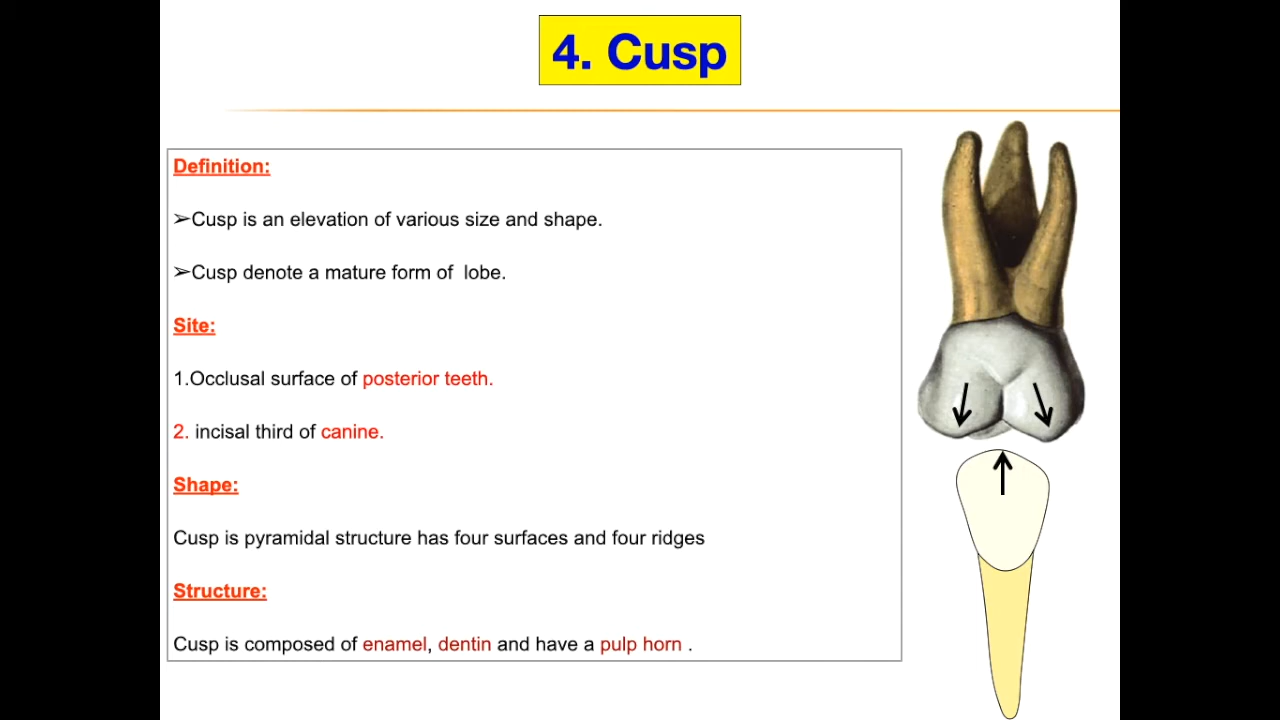 4. Cusp
Definition:
➢Cusp is an elevation of various size and shape.
➢Cusp denote a mature form of  lobe.
Site:
1.Occlusal surface of posterior teeth.
2. incisal third of canine.
Shape:
Cusp is pyramidal structure has four surfaces and four ridges
Structure:
Cusp is composed of enamel, dentin and have a pulp horn .